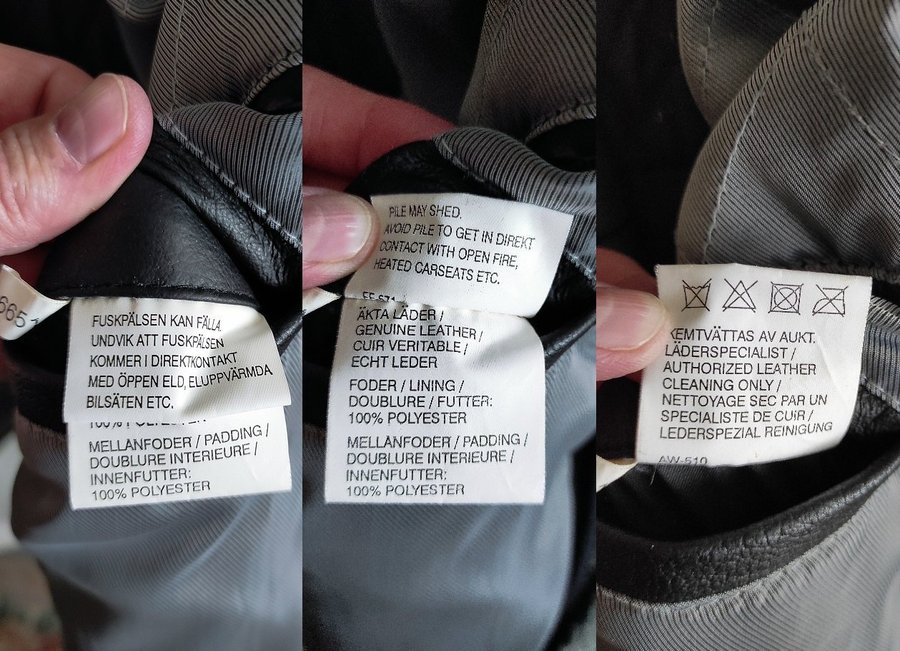 665
FUSKPÄLSEN KAN FÄLLA.
UNDVIK ATT FUSKPÄLSEN
KOMMER I DIREKTKONTAKT
MED ÖPPEN ELD, ELUPPVÄRMDA
BILSÄTEN ETC.
100% POLYESTER
MELLANFODER / PADDING /
DOUBLURE INTERIEURE /
INNENFUTTER:
100% POLYESTER
PILE MAY SHED.
AVOID PILE TO GET IN DIREKT
CONTACT WITH OPEN FIRE,
HEATED CARSEATS ETC.
ÄKTA LÄDER /
GENUINE LEATHER /
CUIR VERITABLE /
ECHT LEDER
FODER / LINING /
DOUBLURE / FUTTER:
100% POLYESTER
MELLANFODER / PADDING /
DOUBLURE INTERIEURE /
INNENFUTTER:
100% POLYESTER
KEMTVÄTTAS AV AUKT.
LÄDERSPECIALIST /
AUTHORIZED LEATHER
CLEANING ONLY /
NETTOYAGE SEC PAR UN
SPECIALISTE DE CUIR /
LEDERSPEZIAL REINIGUNG
AW-510